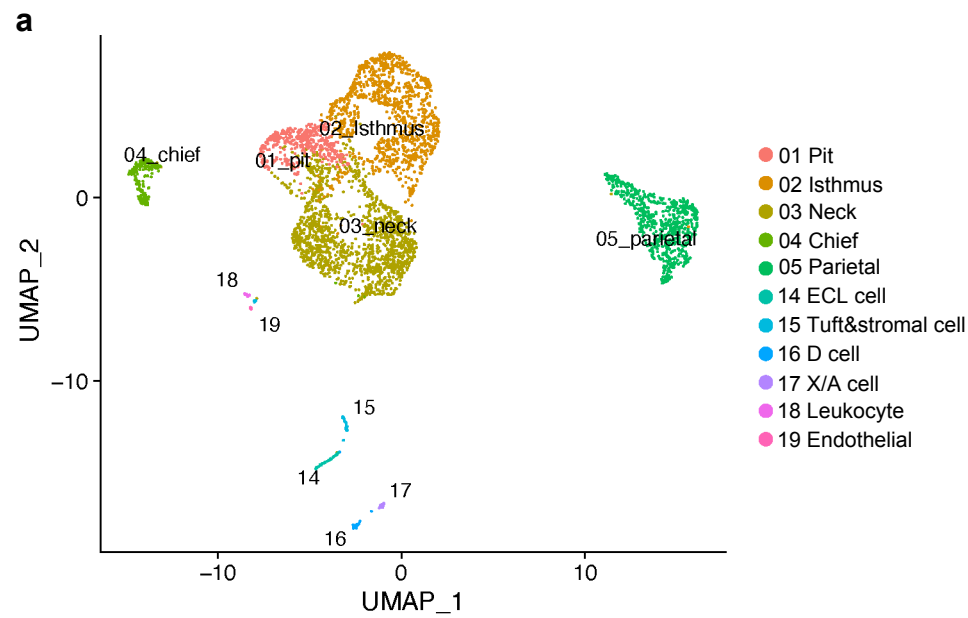 a
02_Isthmus
04_chief
01_pit
03_neck
05_parietal
18
19
15
14
17
16
0
−10
UMAP_2
−10
0
10
UMAP_1
01 Pit
02 Isthmus
03 Neck
04 Chief
05 Parietal
14 ECL cell
15 Tuft&stromal cell
16 D cell
17 X/A cell
18 Leukocyte
19 Endothelial